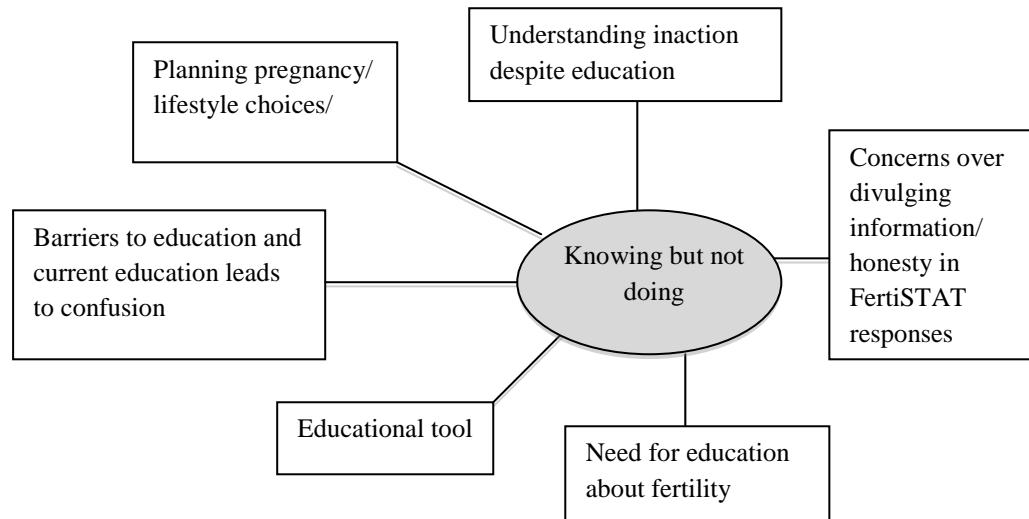 Understanding inaction
despite education
Planning pregnancy/
lifestyle choices/
Concerns over
divulging
information/
honesty in
FertiSTAT
responses
Barriers to education and
current education leads
to confusion
Knowing but not
doing
Educational tool
Need for education
about fertility